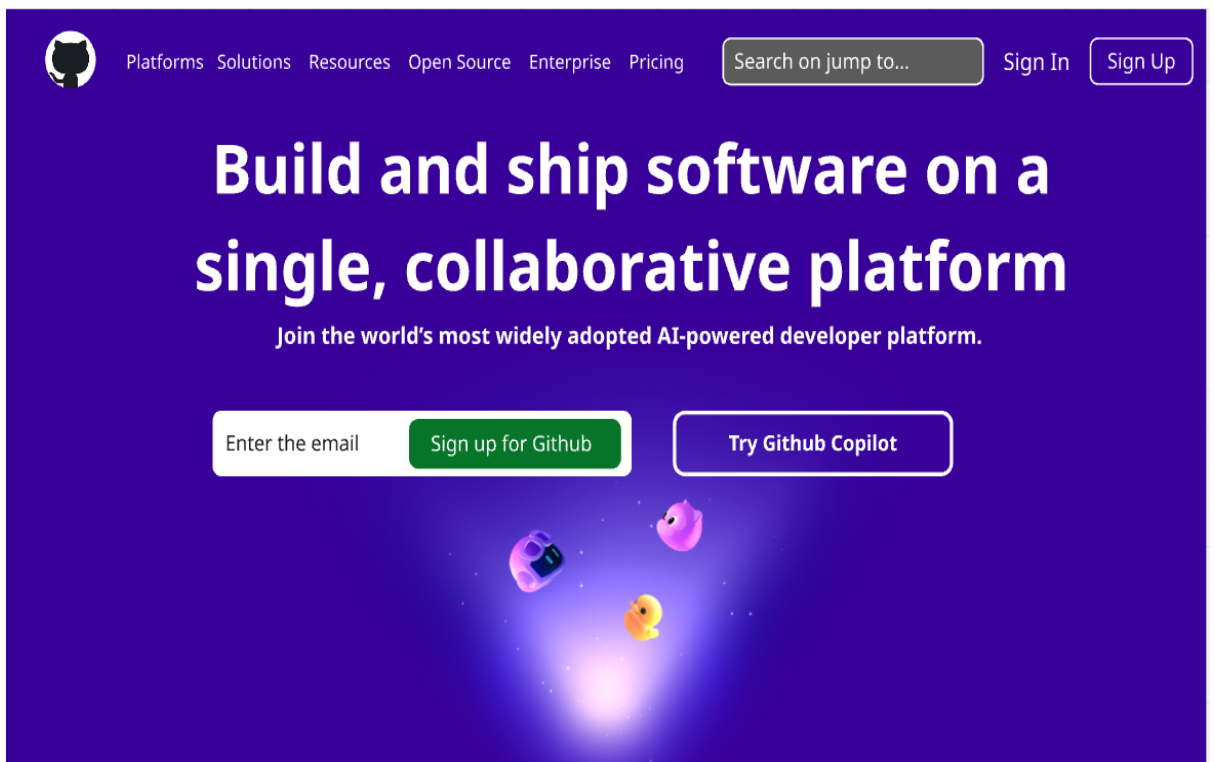 Platforms Solutions Resources Open Source Enterprise Pricing Search on jump to... Sign In Sign Up
Build and ship software on a
single, collaborative platform
Join the world’s most widely adopted AI-powered developer platform.
Enter the email Sign up for Github Try Github Copilot